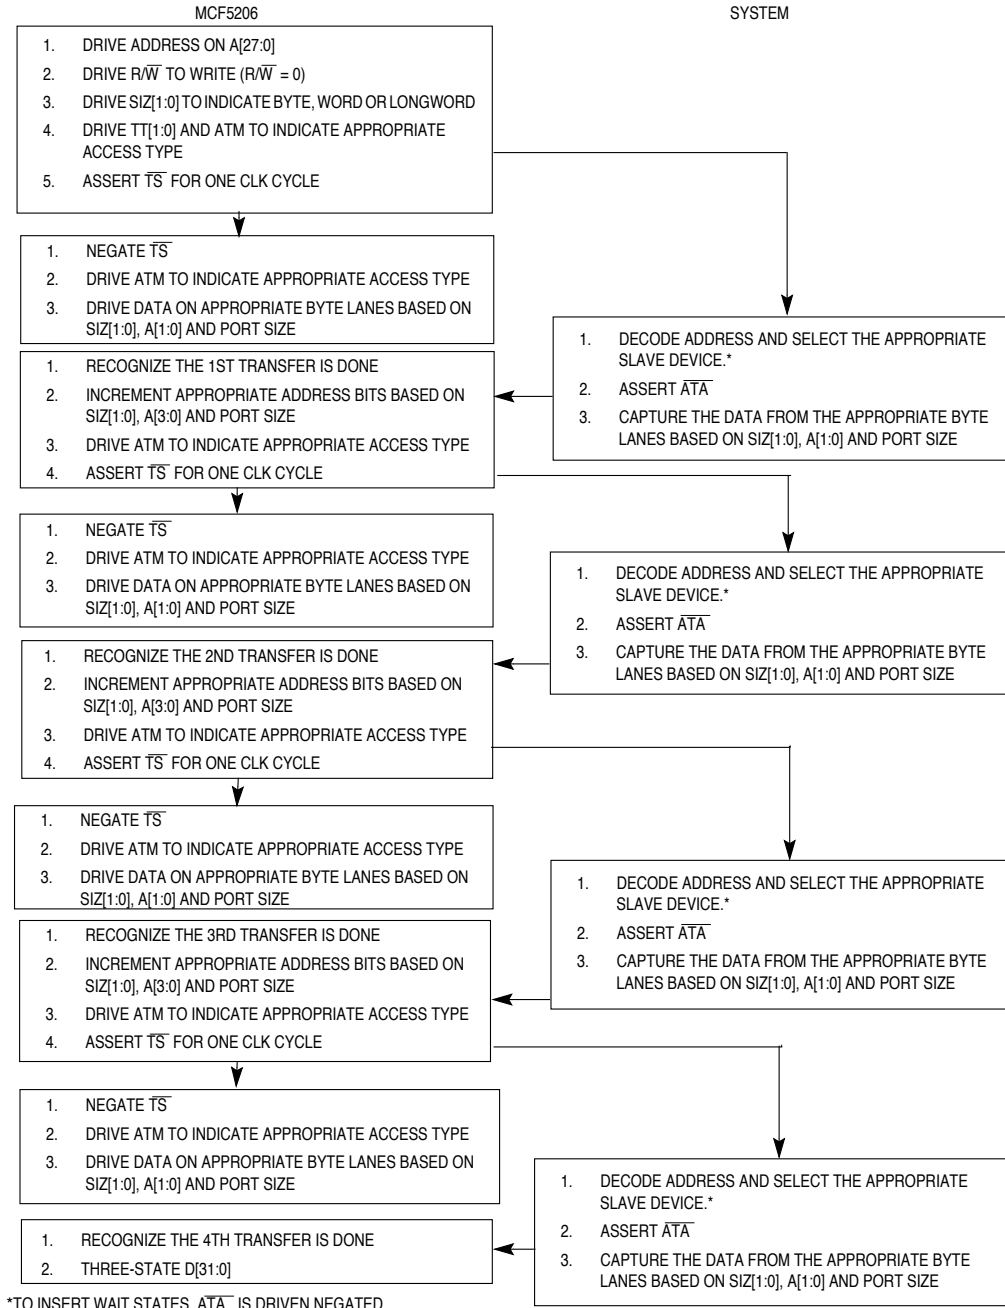 MCF5206
SYSTEM
1. DRIVE ADDRESS ON A[27:0]
2. DRIVE R/W̅ TO WRITE (R/W̅ = 0)
3. DRIVE SIZ[1:0] TO INDICATE BYTE, WORD OR LONGWORD
4. DRIVE TT[1:0] AND ATM TO INDICATE APPROPRIATE
ACCESS TYPE
5. ASSERT T̅S̅ FOR ONE CLK CYCLE
1. NEGATE T̅S̅
2. DRIVE ATM TO INDICATE APPROPRIATE ACCESS TYPE
3. DRIVE DATA ON APPROPRIATE BYTE LANES BASED ON
SIZ[1:0], A[1:0] AND PORT SIZE
1. DECODE ADDRESS AND SELECT THE APPROPRIATE
SLAVE DEVICE.*
2. ASSERT A̅T̅A̅
3. CAPTURE THE DATA FROM THE APPROPRIATE BYTE
LANES BASED ON SIZ[1:0], A[1:0] AND PORT SIZE
1. RECOGNIZE THE 1ST TRANSFER IS DONE
2. INCREMENT APPROPRIATE ADDRESS BITS BASED ON
SIZ[1:0], A[3:0] AND PORT SIZE
3. DRIVE ATM TO INDICATE APPROPRIATE ACCESS TYPE
4. ASSERT T̅S̅ FOR ONE CLK CYCLE
1. NEGATE T̅S̅
2. DRIVE ATM TO INDICATE APPROPRIATE ACCESS TYPE
3. DRIVE DATA ON APPROPRIATE BYTE LANES BASED ON
SIZ[1:0], A[1:0] AND PORT SIZE
1. DECODE ADDRESS AND SELECT THE APPROPRIATE
SLAVE DEVICE.*
2. ASSERT A̅T̅A̅
3. CAPTURE THE DATA FROM THE APPROPRIATE BYTE
LANES BASED ON SIZ[1:0], A[1:0] AND PORT SIZE
1. RECOGNIZE THE 2ND TRANSFER IS DONE
2. INCREMENT APPROPRIATE ADDRESS BITS BASED ON
SIZ[1:0], A[3:0] AND PORT SIZE
3. DRIVE ATM TO INDICATE APPROPRIATE ACCESS TYPE
4. ASSERT T̅S̅ FOR ONE CLK CYCLE
1. NEGATE T̅S̅
2. DRIVE ATM TO INDICATE APPROPRIATE ACCESS TYPE
3. DRIVE DATA ON APPROPRIATE BYTE LANES BASED ON
SIZ[1:0], A[1:0] AND PORT SIZE
1. DECODE ADDRESS AND SELECT THE APPROPRIATE
SLAVE DEVICE.*
2. ASSERT A̅T̅A̅
3. CAPTURE THE DATA FROM THE APPROPRIATE BYTE
LANES BASED ON SIZ[1:0], A[1:0] AND PORT SIZE
1. RECOGNIZE THE 3RD TRANSFER IS DONE
2. INCREMENT APPROPRIATE ADDRESS BITS BASED ON
SIZ[1:0], A[3:0] AND PORT SIZE
3. DRIVE ATM TO INDICATE APPROPRIATE ACCESS TYPE
4. ASSERT T̅S̅ FOR ONE CLK CYCLE
1. NEGATE T̅S̅
2. DRIVE ATM TO INDICATE APPROPRIATE ACCESS TYPE
3. DRIVE DATA ON APPROPRIATE BYTE LANES BASED ON
SIZ[1:0], A[1:0] AND PORT SIZE
1. DECODE ADDRESS AND SELECT THE APPROPRIATE
SLAVE DEVICE.*
2. ASSERT A̅T̅A̅
3. CAPTURE THE DATA FROM THE APPROPRIATE BYTE
LANES BASED ON SIZ[1:0], A[1:0] AND PORT SIZE
1. RECOGNIZE THE 4TH TRANSFER IS DONE
2. THREE-STATE D[31:0]
*TO INSERT WAIT STATES, A̅T̅A̅ IS DRIVEN NEGATED